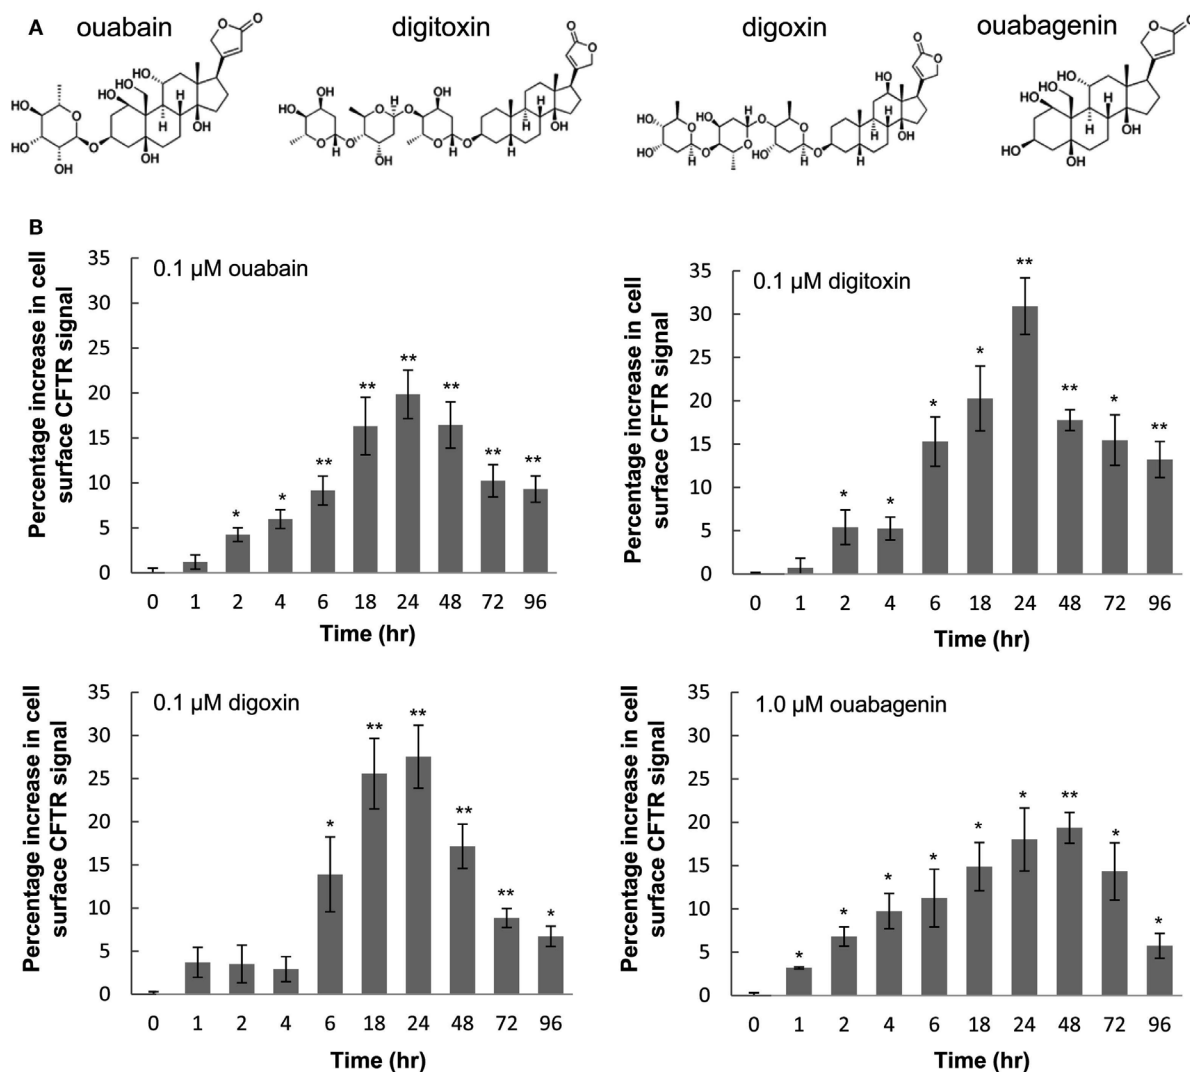 A
ouabain
digitoxin
digoxin
ouabagenin
B
0.1 µM ouabain
Percentage increase in cell
surface CFTR signal
35
30
25
20
15
10
5
0
* * ** ** ** ** ** **
0 1 2 4 6 18 24 48 72 96
Time (hr)
0.1 µM digitoxin
Percentage increase in cell
surface CFTR signal
35
30
25
20
15
10
5
0
* * * * ** ** * **
0 1 2 4 6 18 24 48 72 96
Time (hr)
0.1 µM digoxin
Percentage increase in cell
surface CFTR signal
35
30
25
20
15
10
5
0
* ** ** ** ** *
0 1 2 4 6 18 24 48 72 96
Time (hr)
1.0 µM ouabagenin
Percentage increase in cell
surface CFTR signal
35
30
25
20
15
10
5
0
* * * * * * ** * *
0 1 2 4 6 18 24 48 72 96
Time (hr)